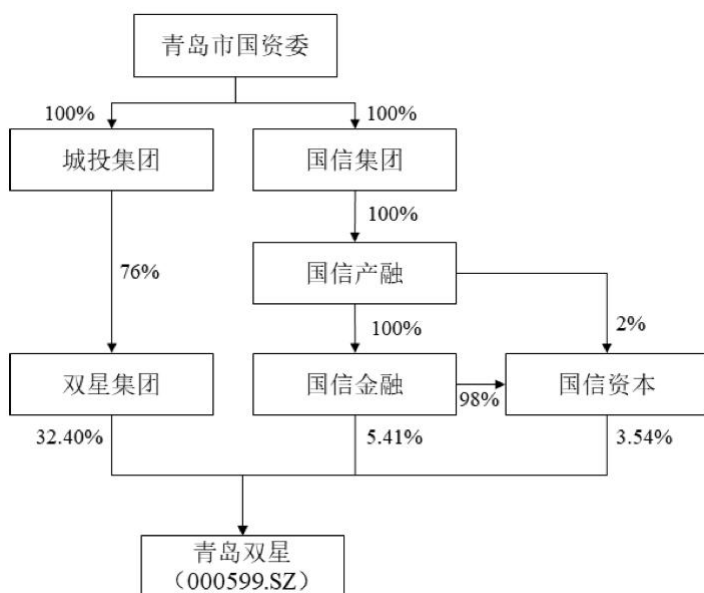 青岛市国资委
100%
100%
城投集团
国信集团
100%
76%
国信产融
100%
2%
双星集团
国信金融
98%
国信资本
32.40%
5.41%
3.54%
青岛双星
（000599.SZ）